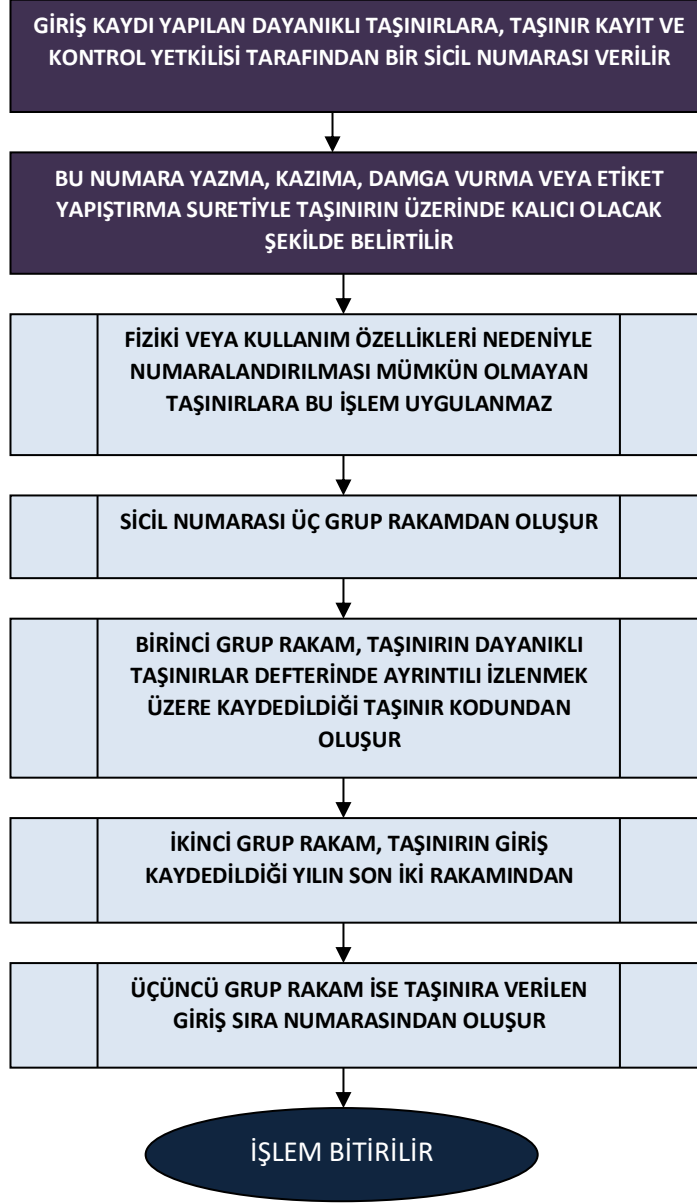 GİRİŞ KAYDI YAPILAN DAYANIKLI TAŞINIRLARA, TAŞINIR KAYIT VE
KONTROL YETKİLİSİ TARAFINDAN BİR SİCİL NUMARASI VERİLİR
BU NUMARA YAZMA, KAZIMA, DAMGA VURMA VEYA ETİKET
YAPIŞTIRMA SURETİYLE TAŞINIRIN ÜZERİNDE KALICI OLACAK
ŞEKİLDE BELİRTİLİR
FİZİKİ VEYA KULLANIM ÖZELLİKLERİ NEDENİYLE
NUMARALANDIRILMASI MÜMKÜN OLMAYAN
TAŞINIRLARA BU İŞLEM UYGULANMAZ
SİCİL NUMARASI ÜÇ GRUP RAKAMDAN OLUŞUR
BİRİNCİ GRUP RAKAM, TAŞINIRIN DAYANIKLI
TAŞINIRLAR DEFTERİNDE AYRINTILI İZLENMEK
ÜZERE KAYDEDİLDİĞİ TAŞINIR KODUNDAN
OLUŞUR
İKİNCİ GRUP RAKAM, TAŞINIRIN GİRİŞ
KAYDEDİLDİĞİ YILIN SON İKİ RAKAMINDAN
ÜÇÜNCÜ GRUP RAKAM İSE TAŞINIRA VERİLEN
GİRİŞ SIRA NUMARASINDAN OLUŞUR
İŞLEM BİTİRİLİR